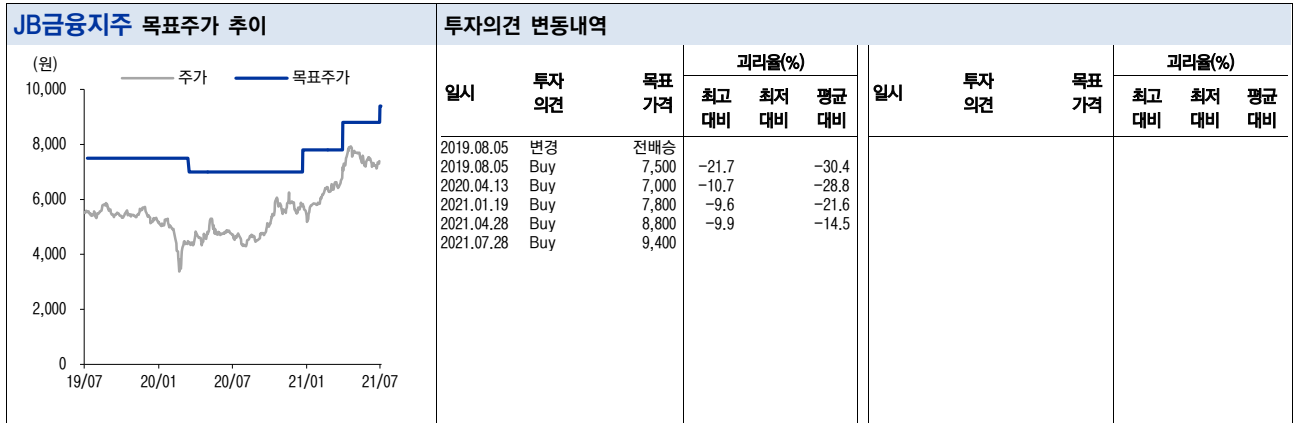 JB금융지주 목표주가 추이
(원)
주가 목표주가
10,000
8,000
6,000
4,000
2,000
0
19/07 20/01 20/07 21/01 21/07
투자의견 변동내역
일시 투자의견 목표가격 괴리율(%)
최고대비 최저대비 평균대비
2019.08.05 변경 전배승
2019.08.05 Buy 7,500 -21.7 -30.4
2020.04.13 Buy 7,000 -10.7 -28.8
2021.01.19 Buy 7,800 -9.6 -21.6
2021.04.28 Buy 8,800 -9.9 -14.5
2021.07.28 Buy 9,400
일시 투자의견 목표가격 괴리율(%)
최고대비 최저대비 평균대비